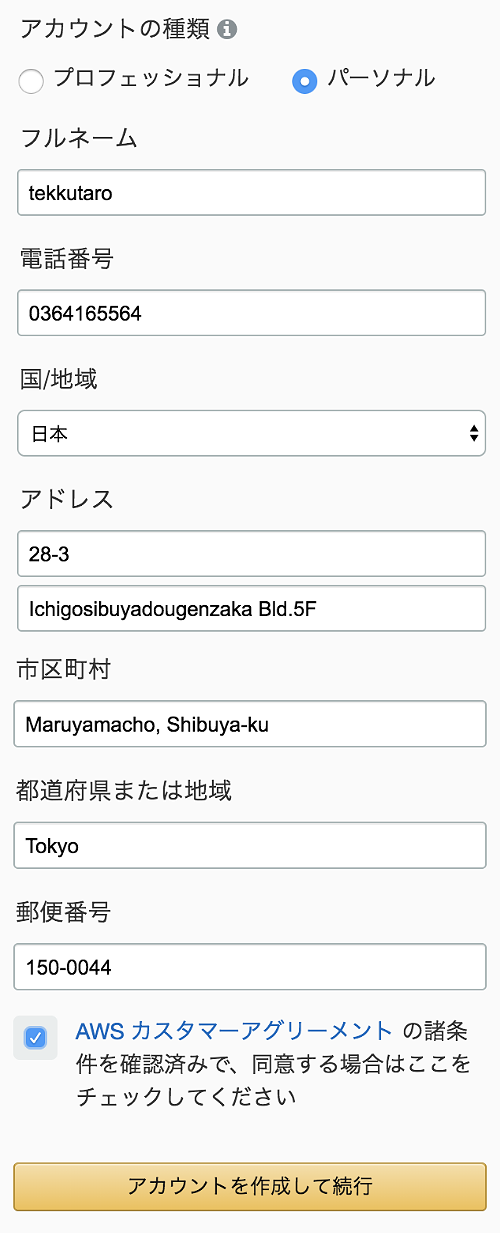 アカウントの種類
プロフェッショナル パーソナル
フルネーム
tekkutaro
電話番号
0364165564
国/地域
日本
アドレス
28-3
Ichigosibuyadougenzaka Bld.5F
市区町村
Maruyamacho, Shibuya-ku
都道府県または地域
Tokyo
郵便番号
150-0044
AWS カスタマーアグリーメント の諸条
件を確認済みで、同意する場合はここを
チェックしてください
アカウントを作成して続行